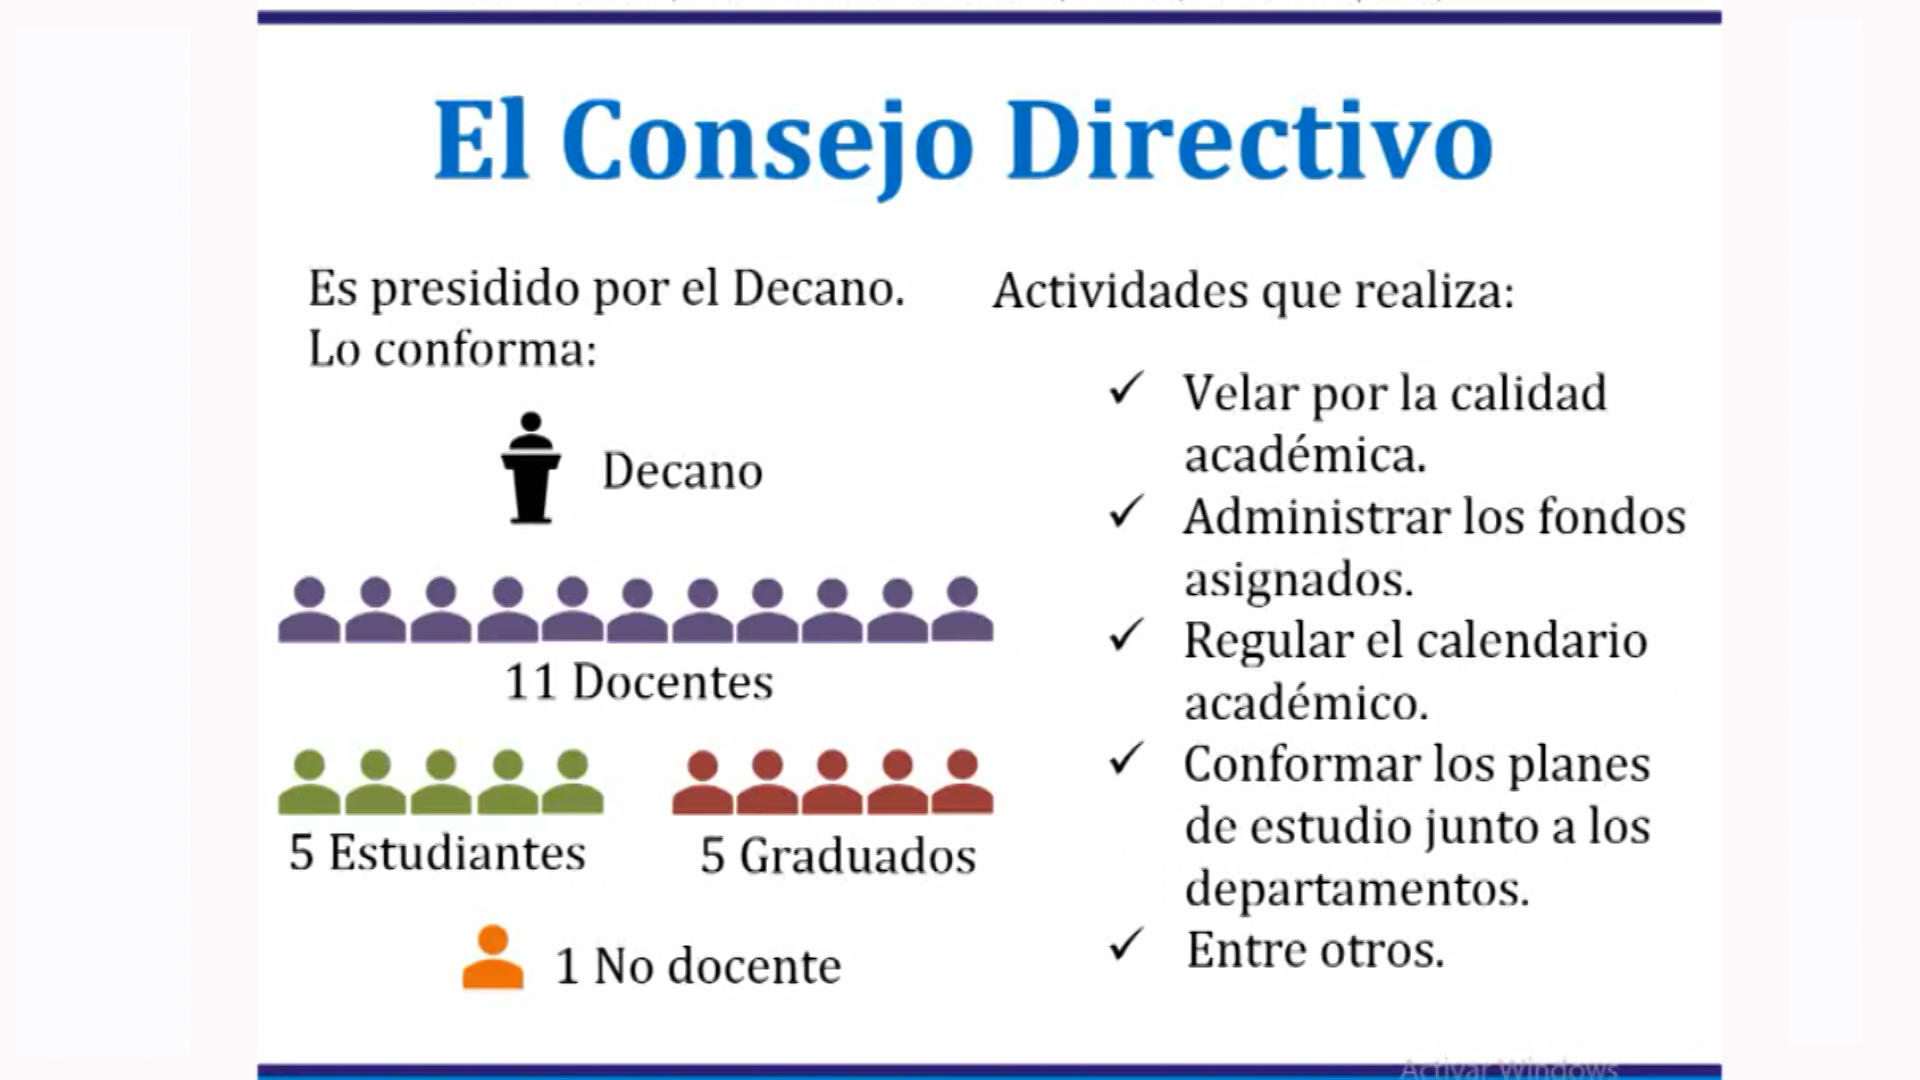 El Consejo Directivo
Es presidido por el Decano.
Lo conforma:
Decano
11 Docentes
5 Estudiantes
5 Graduados
1 No docente
Actividades que realiza:
✓ Velar por la calidad
académica.
✓ Administrar los fondos
asignados.
✓ Regular el calendario
académico.
✓ Conformar los planes
de estudio junto a los
departamentos.
✓ Entre otros.
Activar Windows